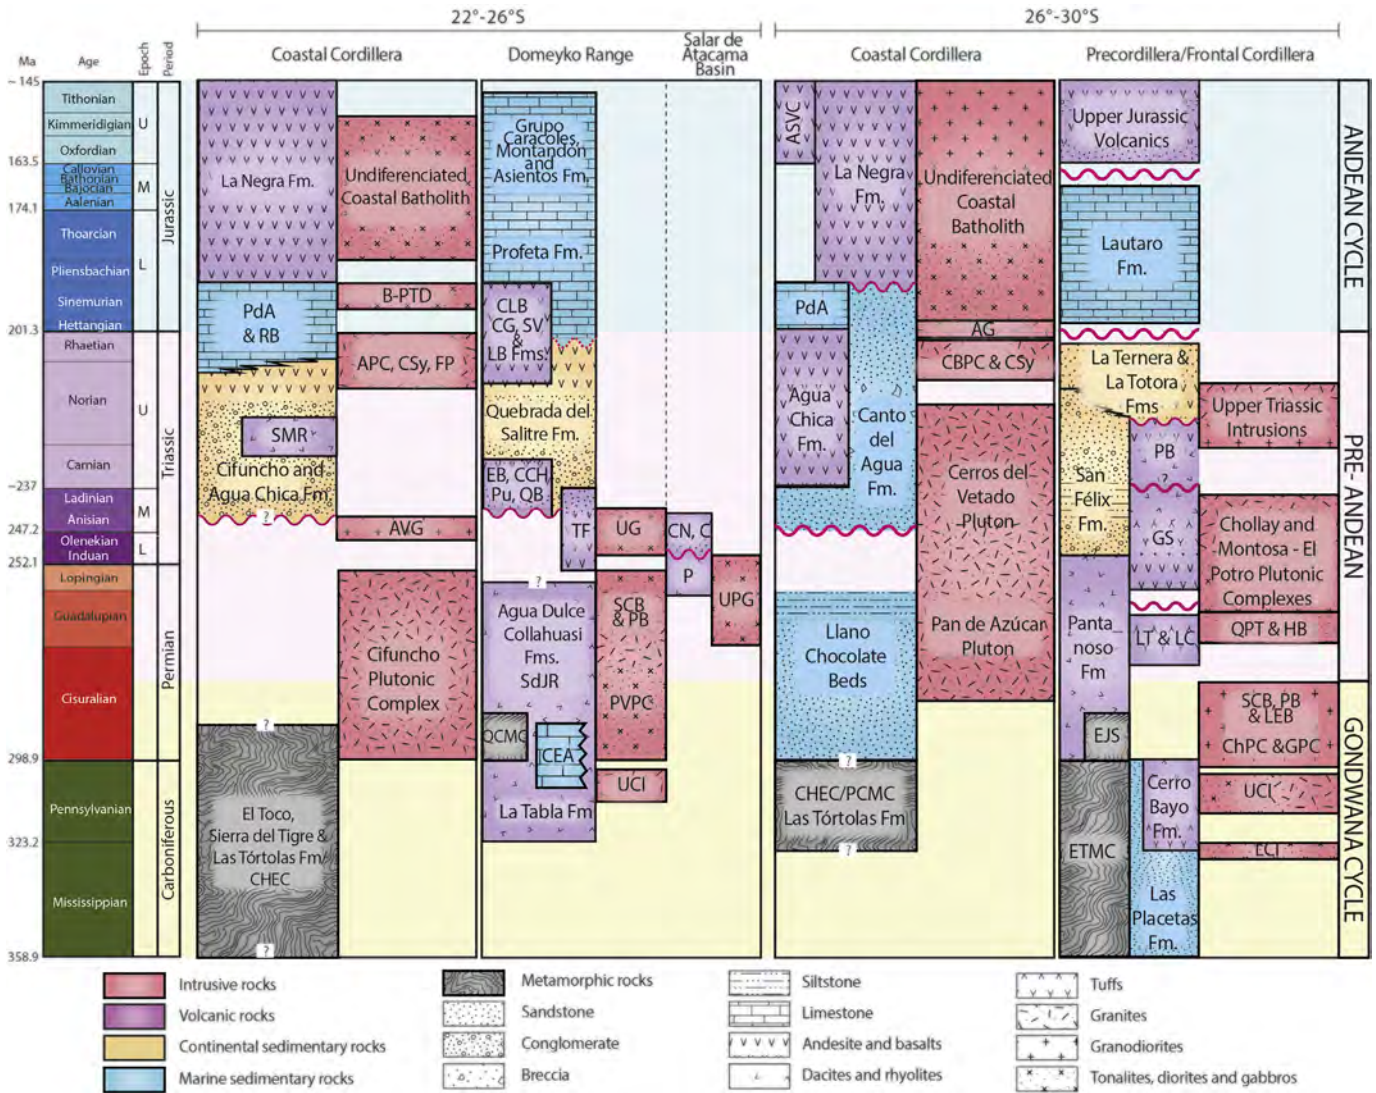 22°-26°S
26°-30°S
Ma
Age
Epoch
Period
Coastal Cordillera
Domeyko Range
Salar de
Atacama
Basin
Coastal Cordillera
Precordillera/Frontal Cordillera
~ 145
163.5
174.1
201.3
~237
247.2
252.1
298.9
323.2
358.9
Tithonian
Kimmeridigian
Oxfordian
Callovian
Bathonian
Bajocian
Aalenian
Thoarcian
Pliensbachian
Sinemurian
Hettangian
Rhaetian
Norian
Carnian
Ladinian
Anisian
Olenekian
Induan
Lopingian
Guadalupian
Cisuralian
Pennsylvanian
Mississippian
U
M
L
U
M
L
Jurassic
Triassic
Permian
Carboniferous
La Negra Fm.
PdA
& RB
SMR
Cifuncho and
Agua Chica Fm.
?
?
El Toco,
Sierra del Tigre &
Las Tórtolas Fm/
CHEC
?
Undiferenciated
Coastal Batholith
B-PTD
APC, CSy, FP
AVG
Cifuncho
Plutonic
Complex
Grupo
Caracoles,
Montandón
and
Asientos Fm.
Profeta Fm.
CLB
CG, SV
&
LB Fms
Quebrada del
Salitre Fm.
EB, CCH
Pu, QB
TF
?
Agua Dulce
Collahuasi
Fms.
SdJR
QCMC
CEA
La Tabla Fm
UG
SCB
& PB
PVPC
UCI
CN, C
P
UPG
ASVC
La Negra
Fm.
PdA
Agua
Chica
Fm.
Canto
del
Agua
Fm.
Llano
Chocolate
Beds
?
CHEC/PCMC
Las Tórtolas Fm
?
Undiferenciated
Coastal
Batholith
AG
CBPC & CSy
Cerros del
Vetado
Pluton
Pan de Azúcar
Pluton
Upper Jurassic
Volcanics
Lautaro
Fm.
La Ternera &
La Totora
Fms
San
Félix
Fm.
PB
?
GS
Panta_
noso
Fm
LT & LC
EJS
ETMC
Cerro
Bayo
Fm.
Las
Placetas
Fm.
Upper Triassic
Intrusions
Chollay and
Montosa - El
Potro Plutonic
Complexes
QPT & HB
SCB, PB
& LEB
ChPC &GPC
UCI
ECI
ANDEAN CYCLE
PRE- ANDEAN
GONDWANA CYCLE
Intrusive rocks
Volcanic rocks
Continental sedimentary rocks
Marine sedimentary rocks
Metamorphic rocks
Sandstone
Conglomerate
Breccia
Siltstone
Limestone
Andesite and basalts
Dacites and rhyolites
Tuffs
Granites
Granodiorites
Tonalites, diorites and gabbros